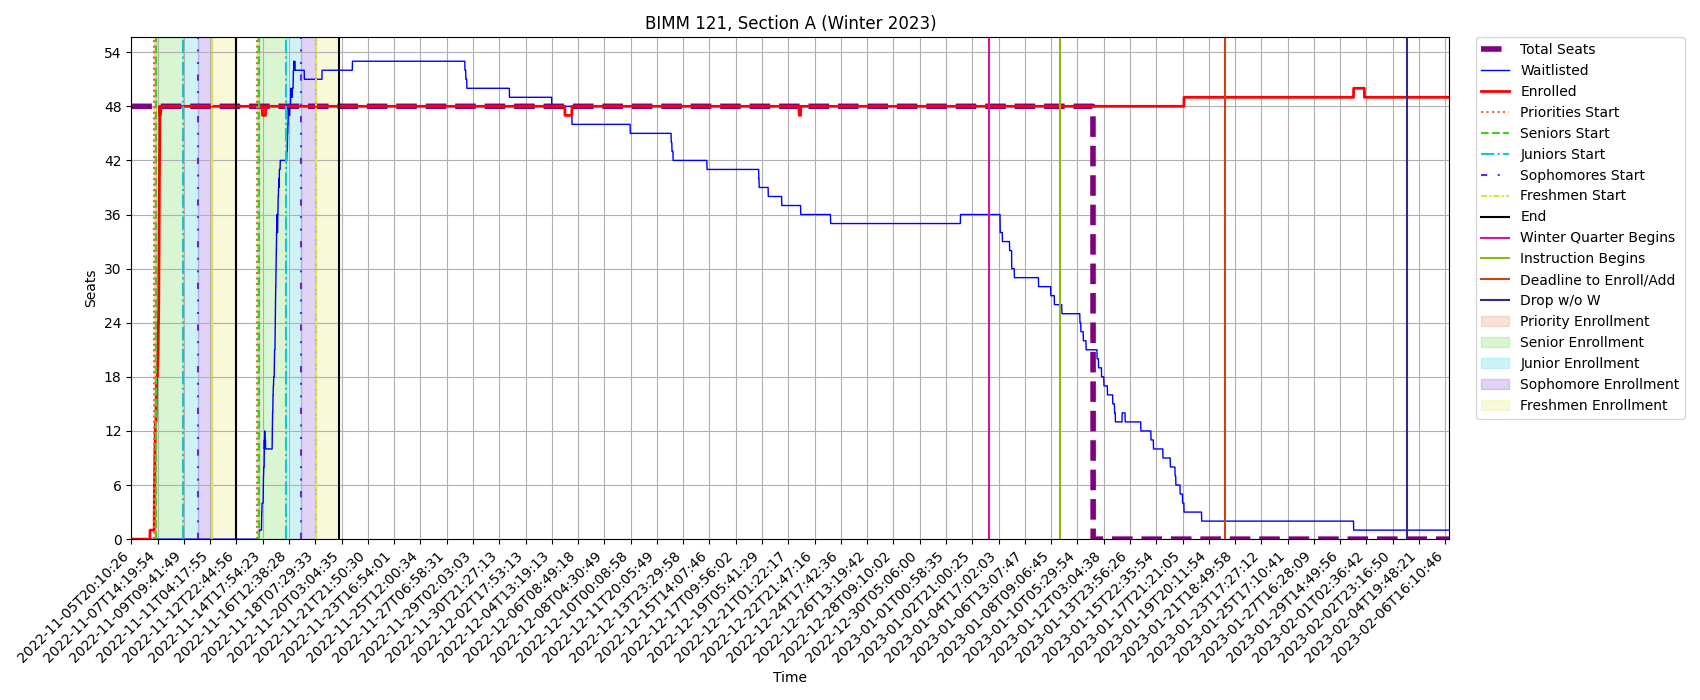 BIMM 121, Section A (Winter 2023)
Seats
54
48
42
36
30
24
18
12
6
0
2022-11-05T20:10:26
2022-11-07T14:19:54
2022-11-09T09:41:49
2022-11-11T04:17:55
2022-11-12T22:44:56
2022-11-14T17:54:23
2022-11-16T12:38:28
2022-11-18T07:29:33
2022-11-20T03:04:35
2022-11-21T21:50:30
2022-11-23T16:54:01
2022-11-25T12:00:34
2022-11-27T06:58:31
2022-11-29T02:03:03
2022-11-30T21:27:13
2022-12-02T17:53:13
2022-12-04T13:19:13
2022-12-06T08:49:18
2022-12-08T04:30:49
2022-12-10T00:08:58
2022-12-11T20:05:49
2022-12-13T23:29:58
2022-12-15T14:07:46
2022-12-17T09:56:02
2022-12-19T05:41:29
2022-12-21T01:22:17
2022-12-22T21:47:16
2022-12-24T17:42:36
2022-12-26T13:19:42
2022-12-28T09:10:02
2022-12-30T05:06:00
2023-01-01T00:58:35
2023-01-02T21:00:25
2023-01-04T17:02:03
2023-01-06T13:07:47
2023-01-08T09:06:45
2023-01-10T05:29:54
2023-01-12T03:04:38
2023-01-13T23:56:26
2023-01-15T22:35:54
2023-01-17T21:21:05
2023-01-19T20:11:54
2023-01-21T18:49:58
2023-01-23T17:27:12
2023-01-25T17:10:41
2023-01-27T16:28:09
2023-01-29T14:49:56
2023-02-01T02:36:42
2023-02-02T23:16:50
2023-02-04T19:48:21
2023-02-06T16:10:46
Time
Total Seats
Waitlisted
Enrolled
Priorities Start
Seniors Start
Juniors Start
Sophomores Start
Freshmen Start
End
Winter Quarter Begins
Instruction Begins
Deadline to Enroll/Add
Drop w/o W
Priority Enrollment
Senior Enrollment
Junior Enrollment
Sophomore Enrollment
Freshmen Enrollment